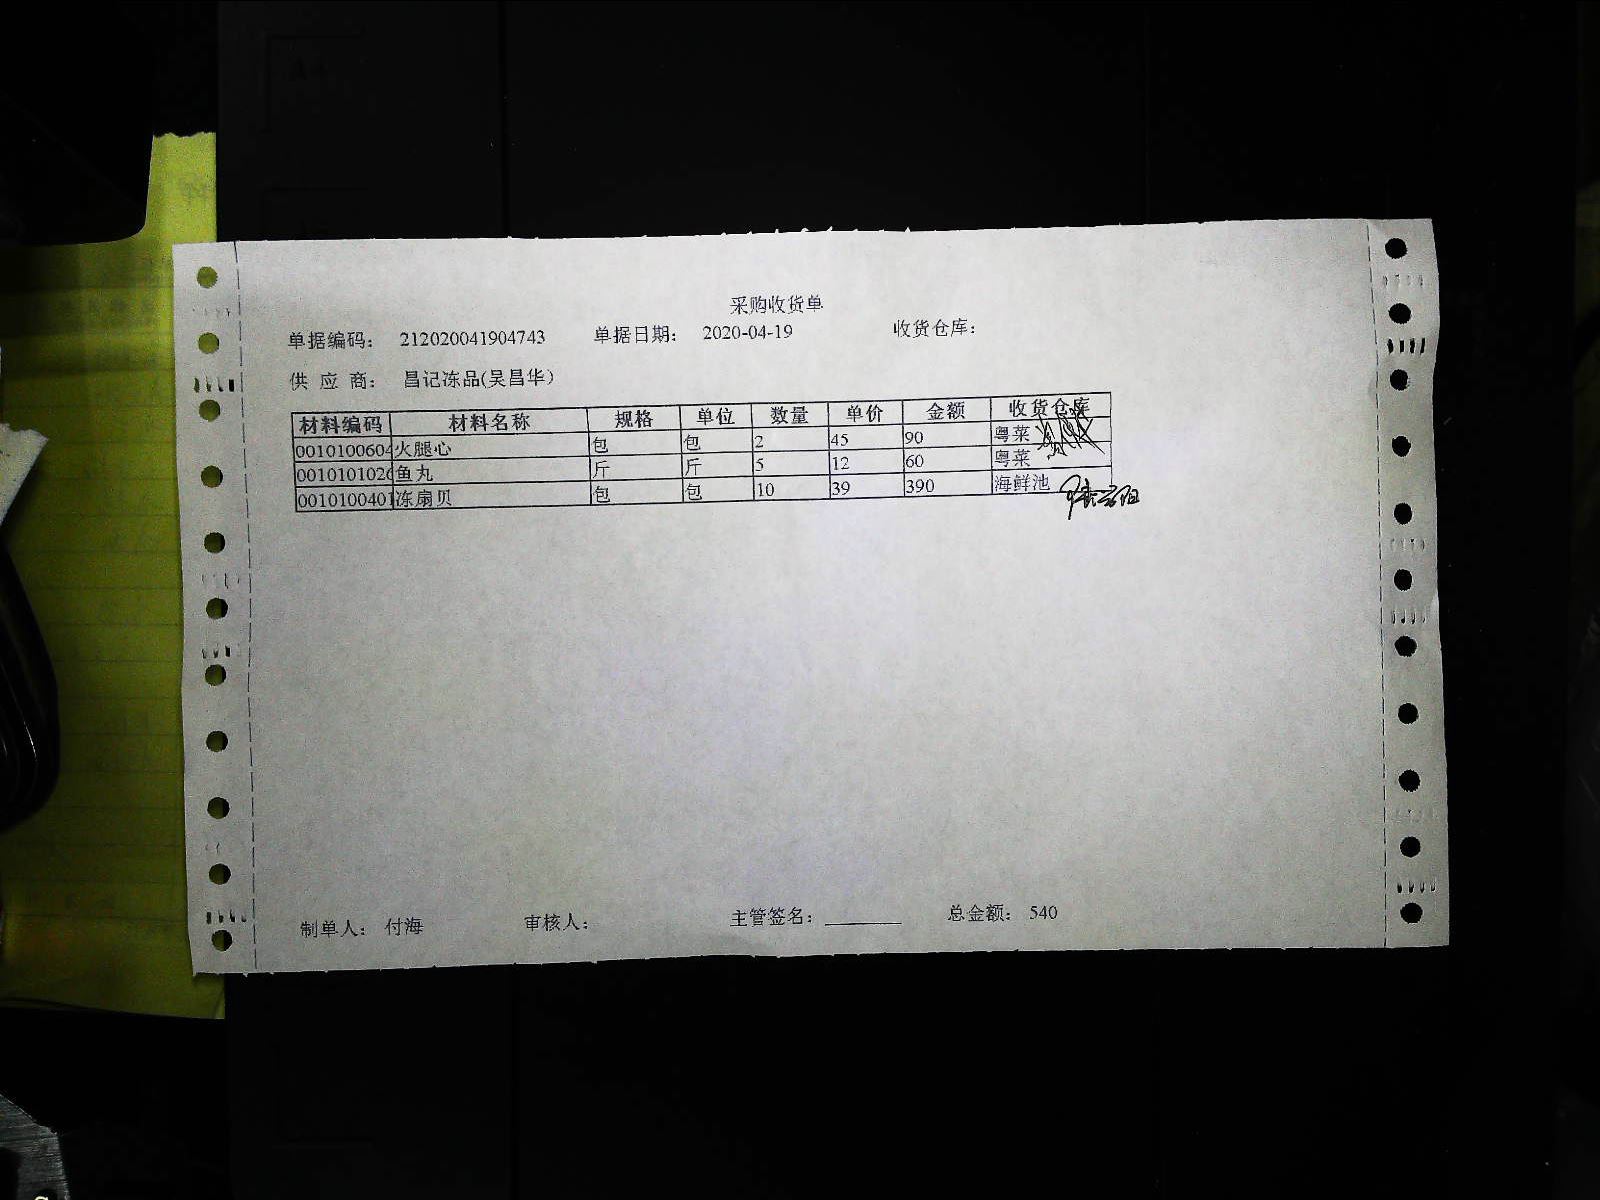 采购收货单
单据编码： 212020041904743 单据日期： 2020-04-19 收货仓库：
供 应 商： 昌记冻品(吴昌华)
材料编码 材料名称 规格 单位 数量 单价 金额 收货仓库
0010100604 火腿心 包 包 2 45 90 粤菜
001010102 鱼丸 斤 斤 5 12 60 粤菜
0010100401 冻扇贝 包 包 10 39 390 海鲜池
制单人： 付海 审核人： 主管签名： 总金额： 540